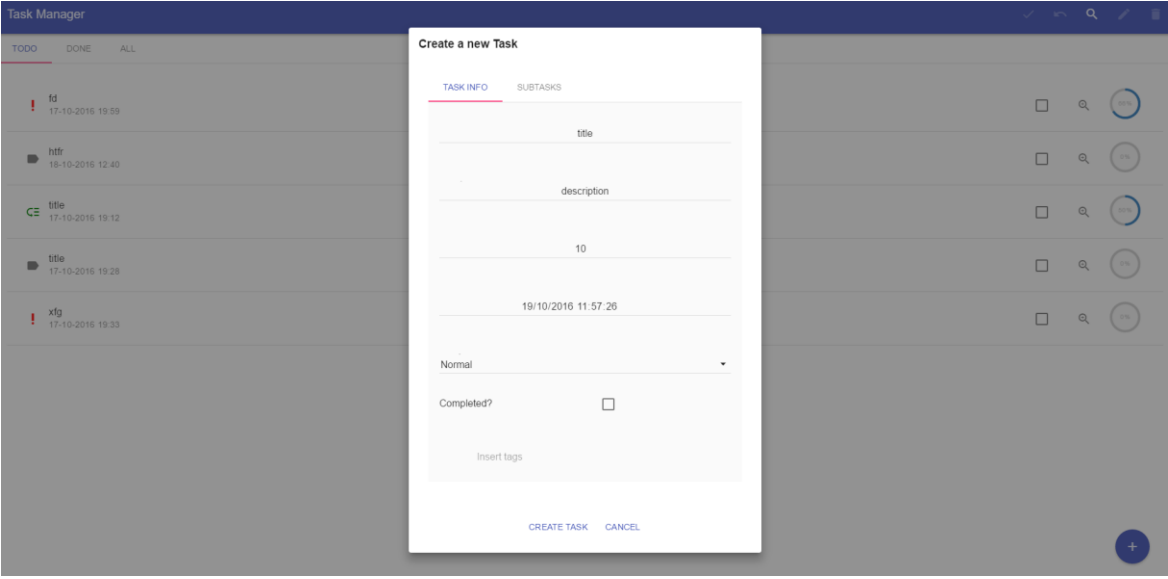 Task Manager
TODO DONE ALL
fd
17-10-2016 19:59
htfr
18-10-2016 12:40
title
17-10-2016 19:12
title
17-10-2016 19:28
xfg
17-10-2016 19:33
Create a new Task
TASK INFO SUBTASKS
title
description
10
19/10/2016 11:57:26
Normal
Completed?
Insert tags
CREATE TASK CANCEL